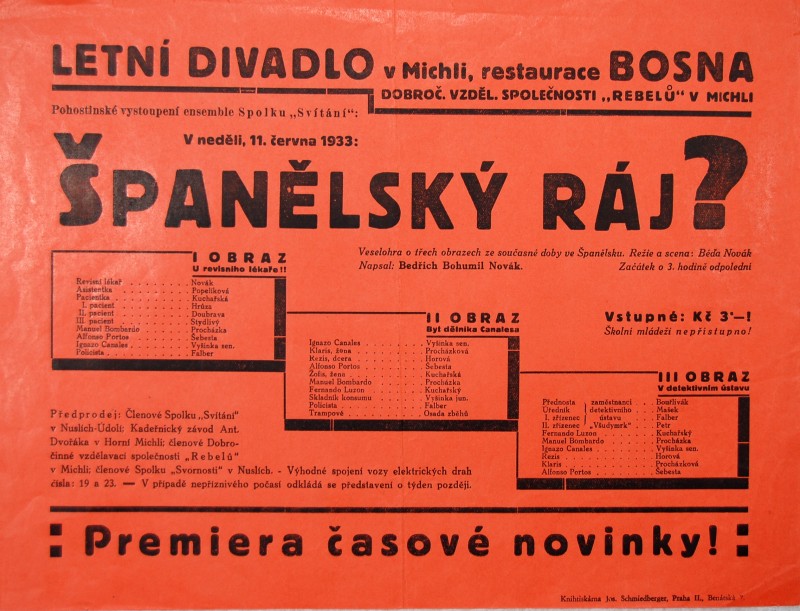 LETNÍ DIVADLO v Michli, restaurace BOSNA
DOBROČ. VZDĚL. SPOLEČNOSTI „REBELŮ“ V MICHLI
Pohostinské vystoupení ensemble Spolku „Svítání“:
V neděli, 11. června 1933:
ŠPANĚLSKÝ RÁJ?
Veselohra o třech obrazech ze současné doby ve Španělsku. Režie a scena: Béďa Novák
Napsal: Bedřich Bohumil Novák. Začátek o 3. hodině odpolední
I OBRAZ
U revisního lékaře!!
Revisní lékař . . . Novák
Asistentka . . . Popelíková
Pacientka . . . Kuchařská
I. pacient . . . Hrůza
II. pacient . . . Doubrava
III. pacient . . . Stydlivý
Manuel Bombardo . . . Procházka
Alfonso Portos . . . Šebesta
Ignazo Canales . . . Vyšinka sen.
Policista . . . Falber
II OBRAZ
Byt dělníka Canalesa
Ignazo Canales . . . Vyšinka sen.
Klaris, žena . . . Procházková
Rezis, dcera . . . Horová
Alfonso Portos . . . Šebesta
Žofis, žena . . . Kuchařská
Manuel Bombardo . . . Procházka
Fernando Luzon . . . Kuchařský
Skladník konsumu . . . Vyšinka jun.
Policista . . . Falber
Trampové . . . Osada zběhů
Vstupné: Kč 3·—!
Školní mládeži nepřístupno!
III OBRAZ
V detektivním ústavu
Přednosta zaměstnanci Bouřlivák
Úředník detektivního Mašek
I. zřízenec ústavu Falber
II. zřízenec „Všudymrk“ Petr
Fernando Luzon . . . Kuchařský
Manuel Bombardo . . . Procházka
Ignazo Canales . . . Vyšinka sen.
Rezis . . . Horová
Klaris . . . Procházková
Alfonso Portos . . . Šebesta
Předprodej: Členové Spolku „Svítání“
v Nuslích-Údolí; Kadeřnický závod Ant.
Dvořáka v Horní Michli; členové Dobro-
činné vzdělavací společnosti „Rebelů“
v Michli; členové Spolku „Svornosti“ v Nuslích. - Výhodné spojení vozy elektrických drah
čísla: 19 a 23. — V případě nepříznivého počasí odkládá se představení o týden později.
Premiera časové novinky!
Knihtiskárna Jos. Schmiedberger, Praha II., Benátská